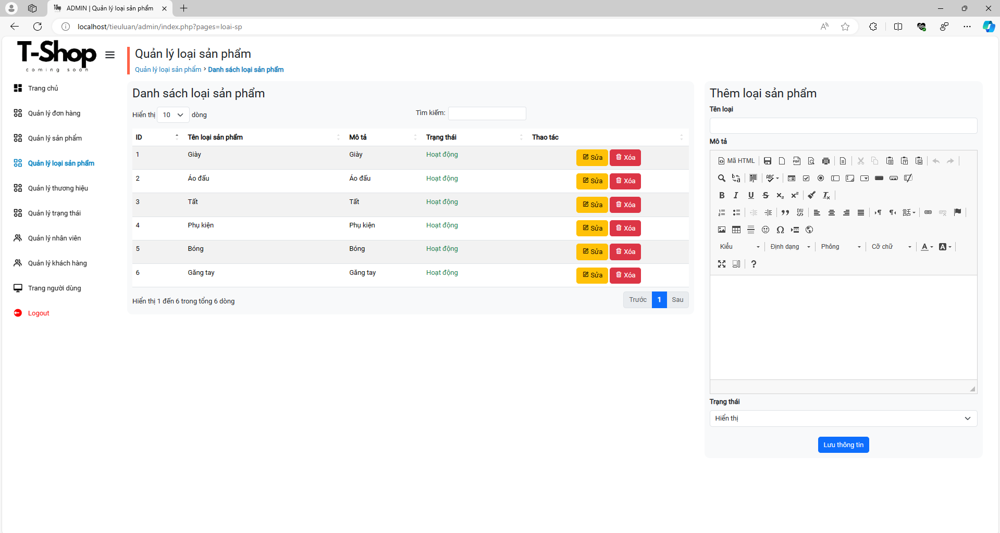 ADMIN | Quản lý loại sản phẩm
localhost/tieuluan/admin/index.php?pages=loai-sp
T-Shop
coming soon
Trang chủ
Quản lý đơn hàng
Quản lý sản phẩm
Quản lý loại sản phẩm
Quản lý thương hiệu
Quản lý trạng thái
Quản lý nhân viên
Quản lý khách hàng
Trang người dùng
Logout
Quản lý loại sản phẩm
Quản lý loại sản phẩm › Danh sách loại sản phẩm
Danh sách loại sản phẩm
Hiển thị 10 dòng Tìm kiếm:
ID Tên loại sản phẩm Mô tả Trạng thái Thao tác
1 Giày Giày Hoạt động Sửa Xóa
2 Áo đấu Áo đấu Hoạt động Sửa Xóa
3 Tất Tất Hoạt động Sửa Xóa
4 Phụ kiện Phụ kiện Hoạt động Sửa Xóa
5 Bóng Bóng Hoạt động Sửa Xóa
6 Găng tay Găng tay Hoạt động Sửa Xóa
Hiển thị 1 đến 6 trong tổng 6 dòng Trước 1 Sau
Thêm loại sản phẩm
Tên loại
Mô tả
Mã HTML
Kiểu Định dạng Phông Cỡ chữ
Trạng thái
Hiển thị
Lưu thông tin